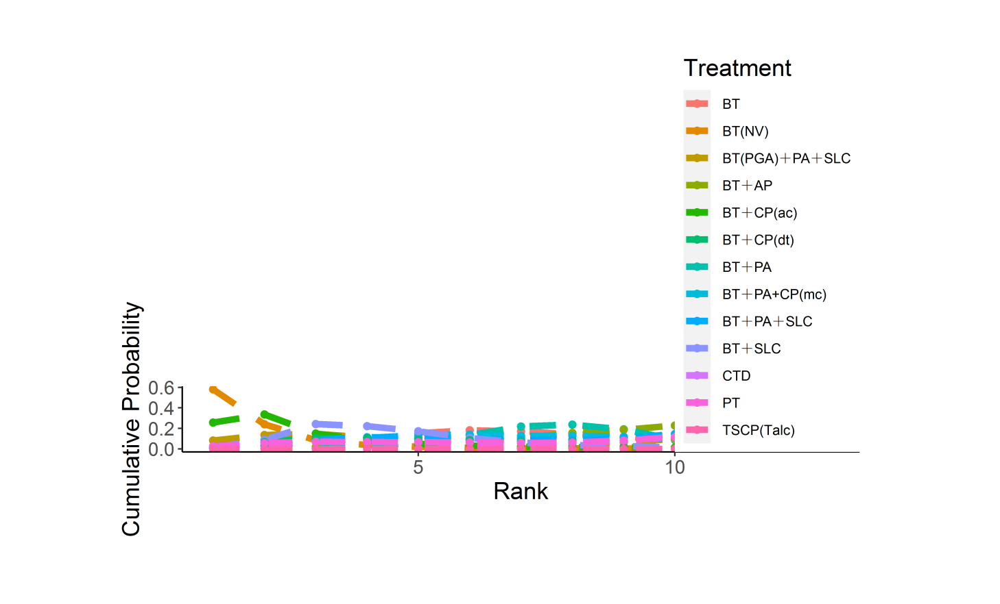 Treatment
BT
BT(NV)
BT(PGA)＋PA＋SLC
BT＋AP
BT＋CP(ac)
BT＋CP(dt)
BT＋PA
BT＋PA+CP(mc)
BT＋PA＋SLC
BT＋SLC
CTD
PT
TSCP(Talc)
Cumulative Probability
0.6
0.4
0.2
0.0
5
10
Rank